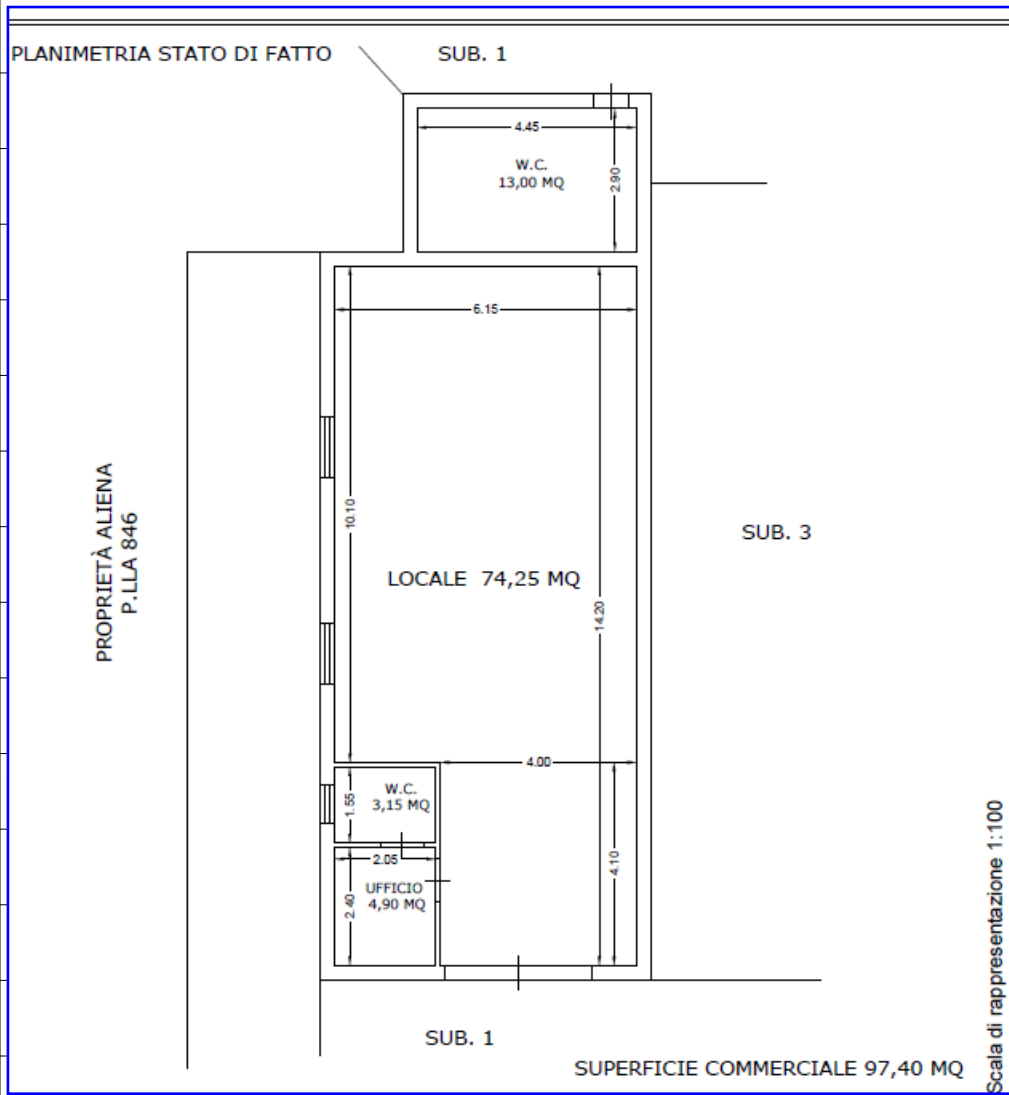 PLANIMETRIA STATO DI FATTO
SUB. 1
4.45
W.C.
13,00 MQ
2.90
6.15
10.10
PROPRIETÀ ALIENA
P.LLA 846
SUB. 3
LOCALE 74,25 MQ
14.20
4.00
W.C.
3,15 MQ
1.55
2.05
4.10
UFFICIO
4,90 MQ
2.40
SUB. 1
SUPERFICIE COMMERCIALE 97,40 MQ
Scala di rappresentazione 1:100